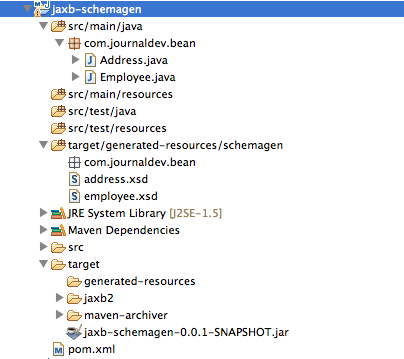 jaxb-schemagen
src/main/java
com.journaldev.bean
Address.java
Employee.java
src/main/resources
src/test/java
src/test/resources
target/generated-resources/schemagen
com.journaldev.bean
address.xsd
employee.xsd
JRE System Library [J2SE-1.5]
Maven Dependencies
src
target
generated-resources
jaxb2
maven-archiver
jaxb-schemagen-0.0.1-SNAPSHOT.jar
pom.xml